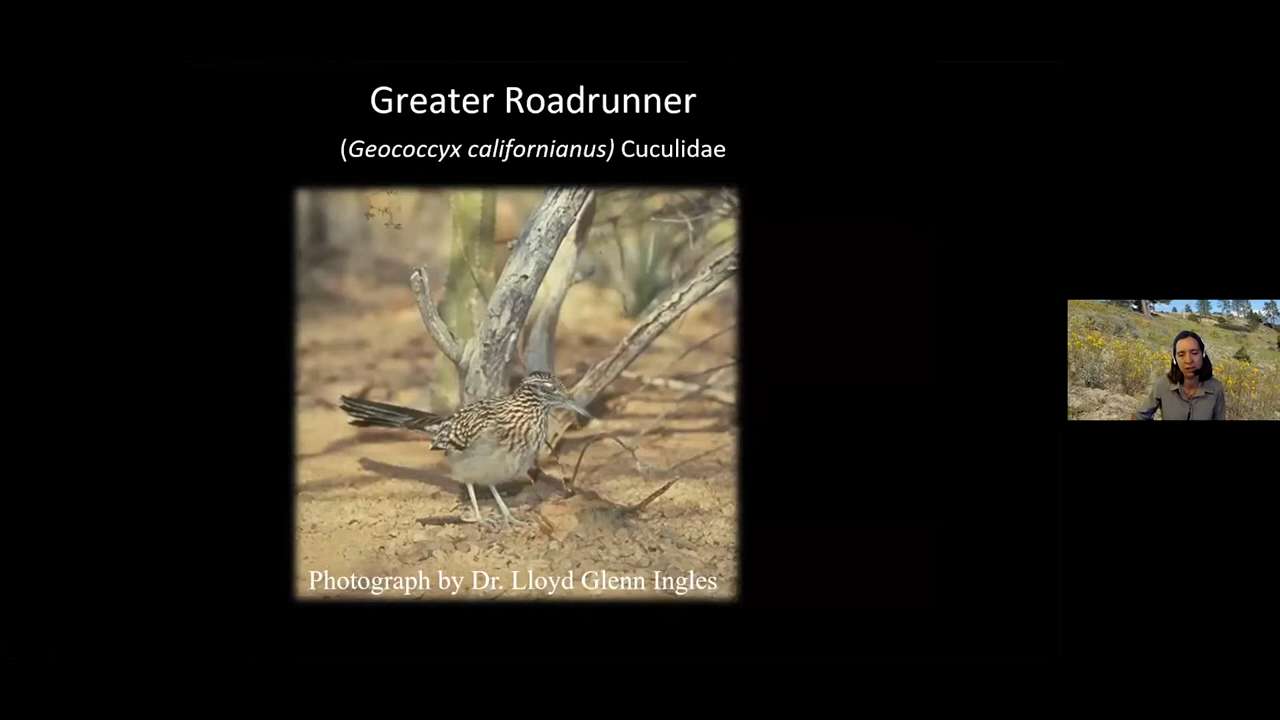 Greater Roadrunner
(Geococcyx californianus) Cuculidae
Photograph by Dr. Lloyd Glenn Ingles